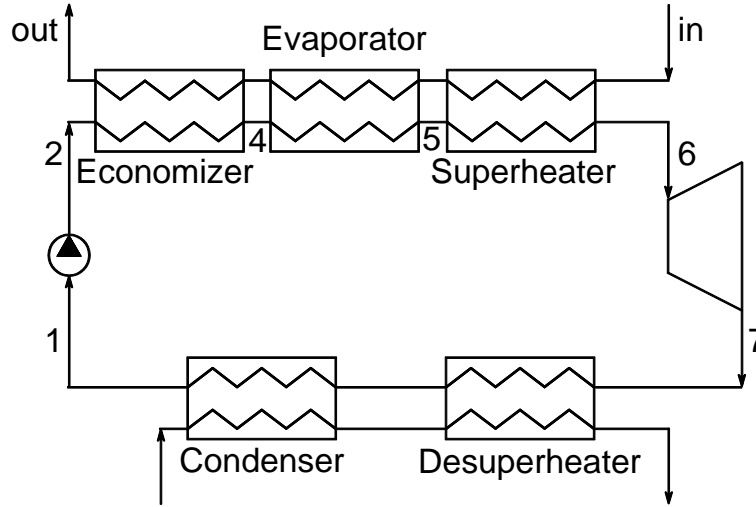 out
Evaporator
in
2
4
5
6
Economizer
Superheater
1
7
Condenser
Desuperheater